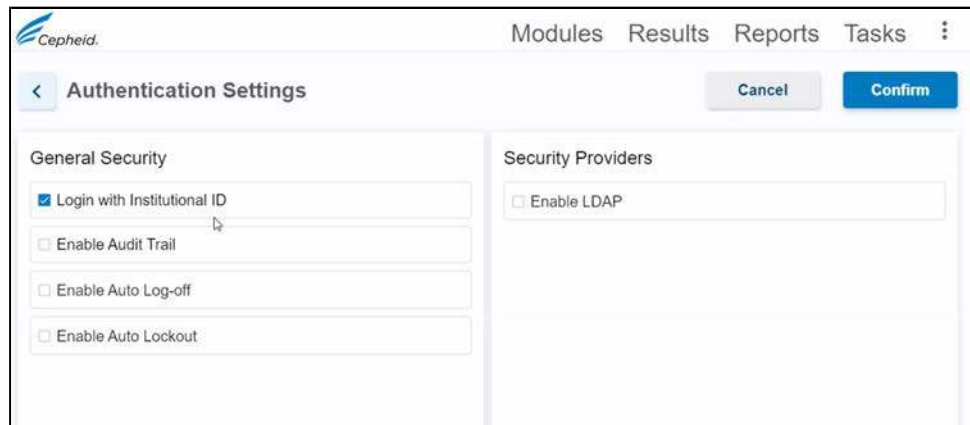 Cepheid.
Modules Results Reports Tasks
Authentication Settings
Cancel Confirm
General Security
Login with Institutional ID
Enable Audit Trail
Enable Auto Log-off
Enable Auto Lockout
Security Providers
Enable LDAP